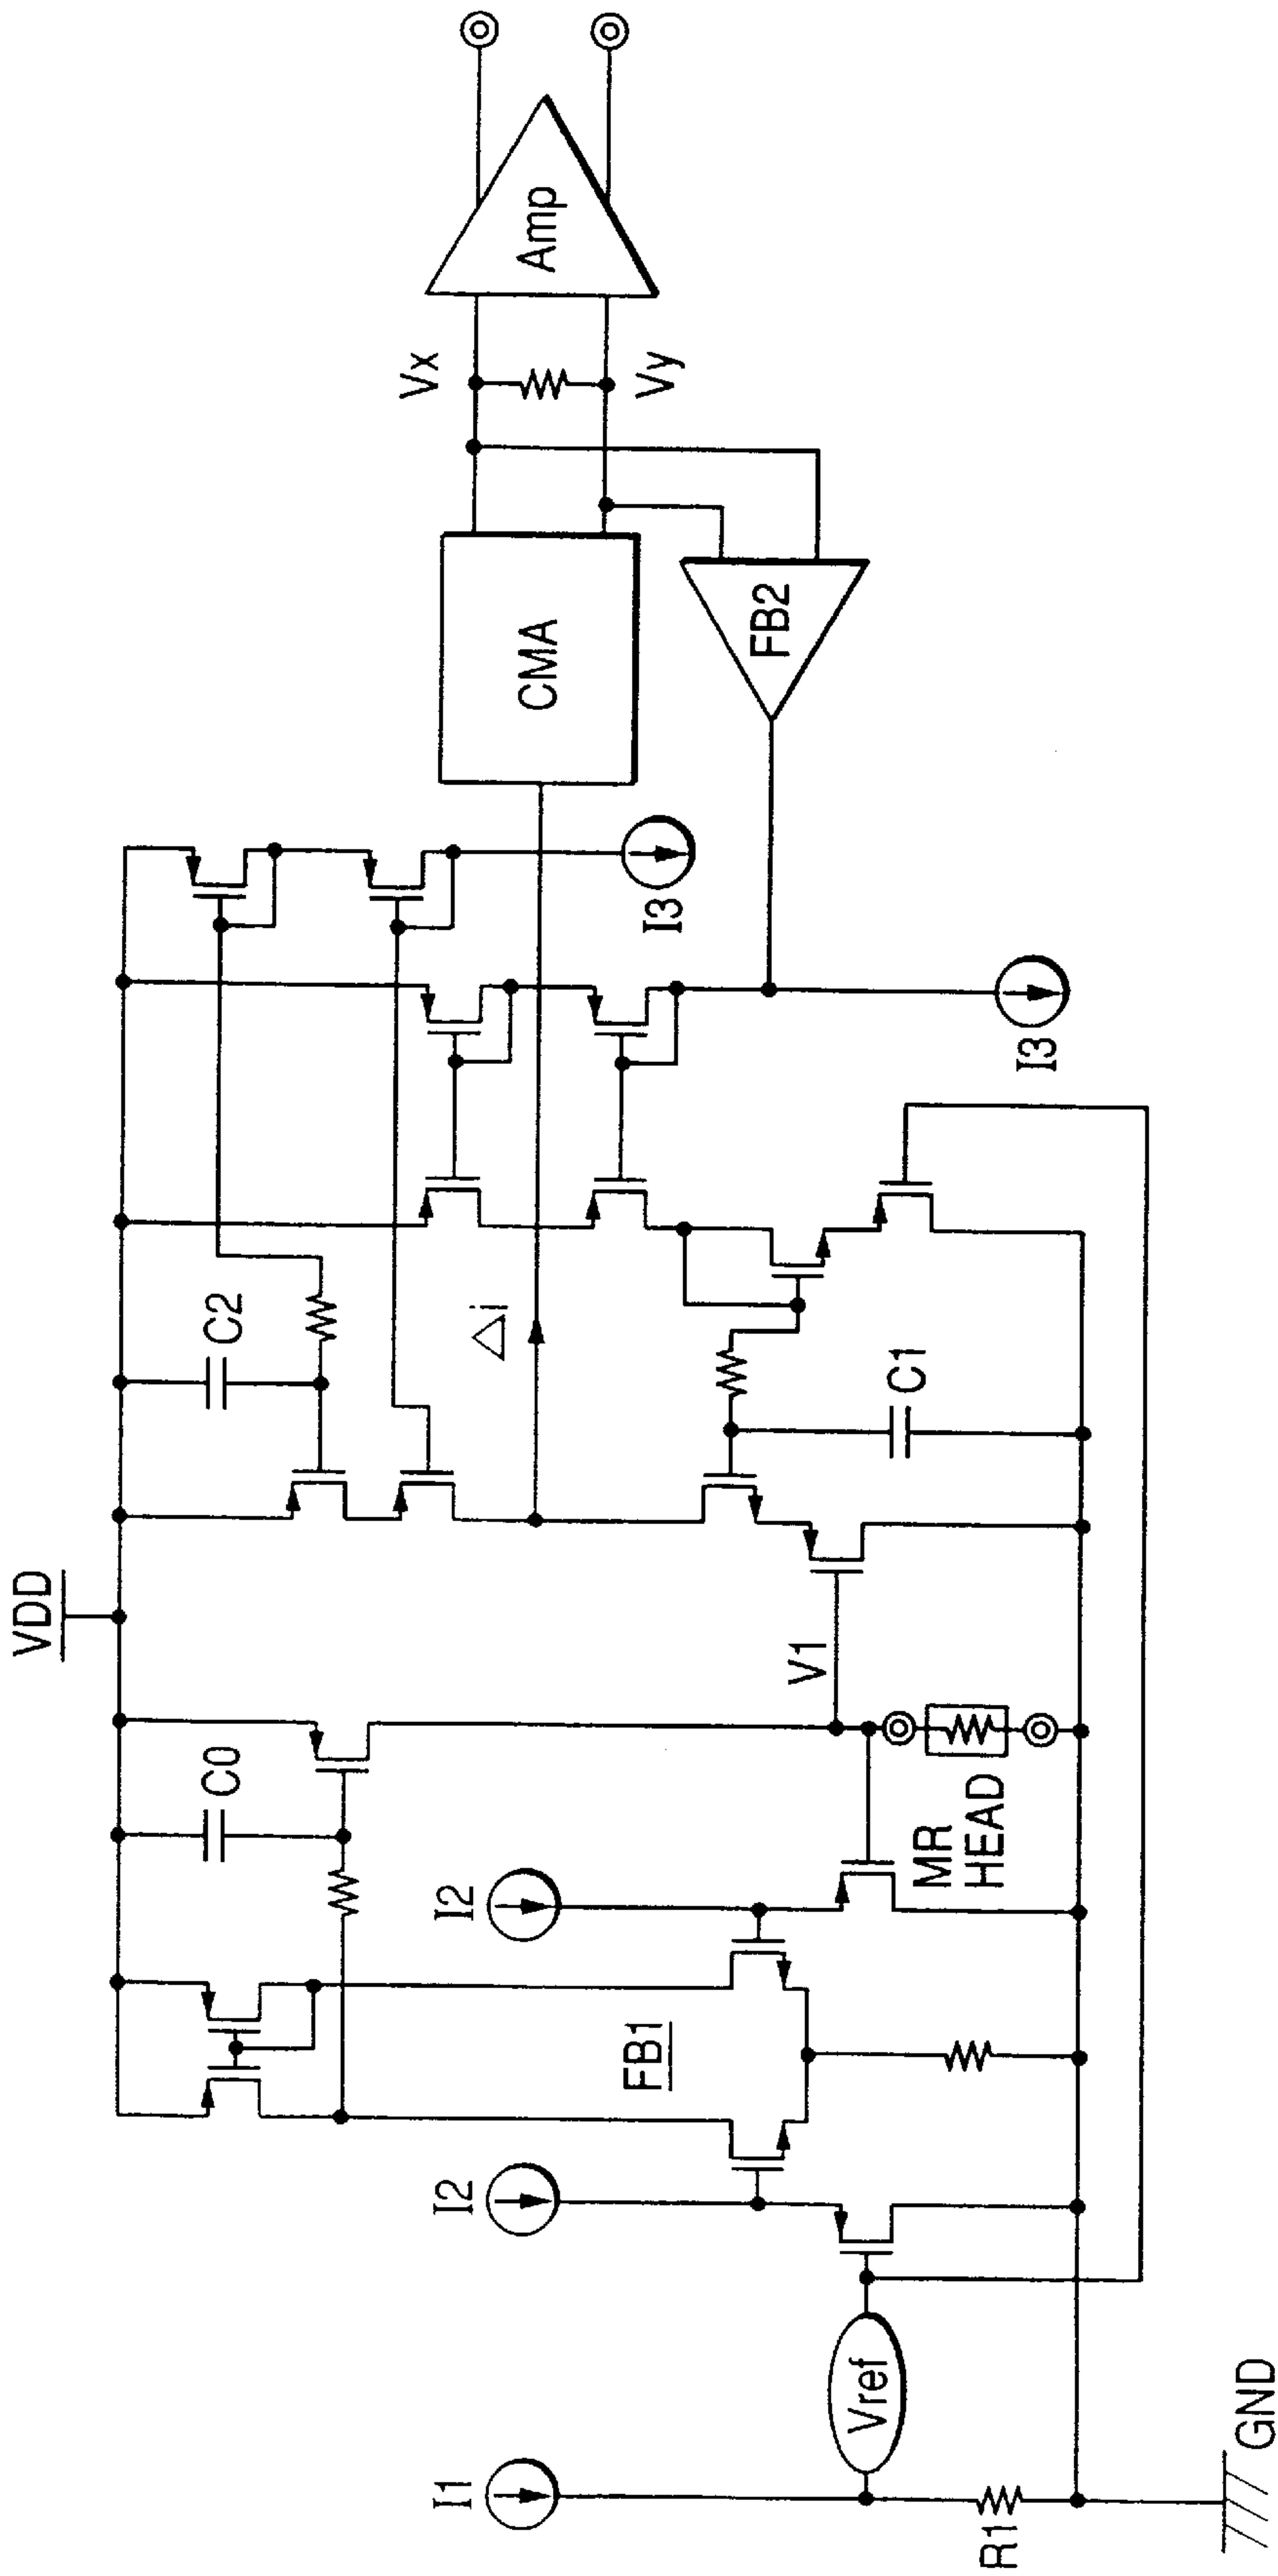 VDD
C0
C2
I2
I2
I1
FB1
Vref
R1
GND
MR
HEAD
V1
C1
△i
I3
I3
CMA
FB2
Vx
Vy
Amp